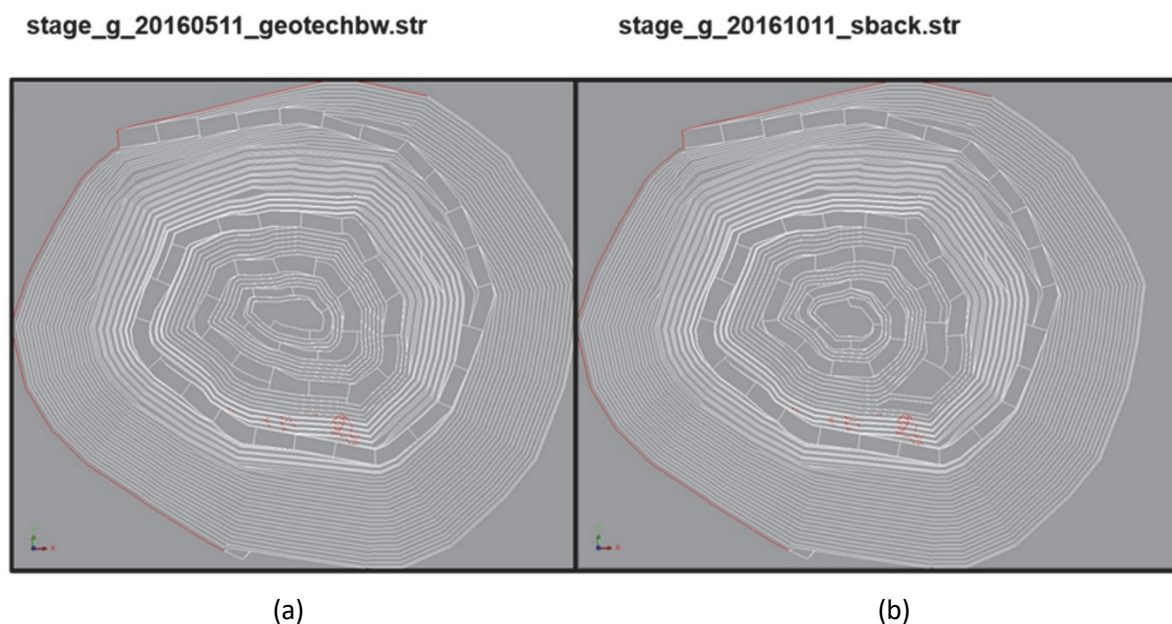 stage_g_20160511_geotechbw.str
stage_g_20161011_sback.str
X
X
(a)
(b)